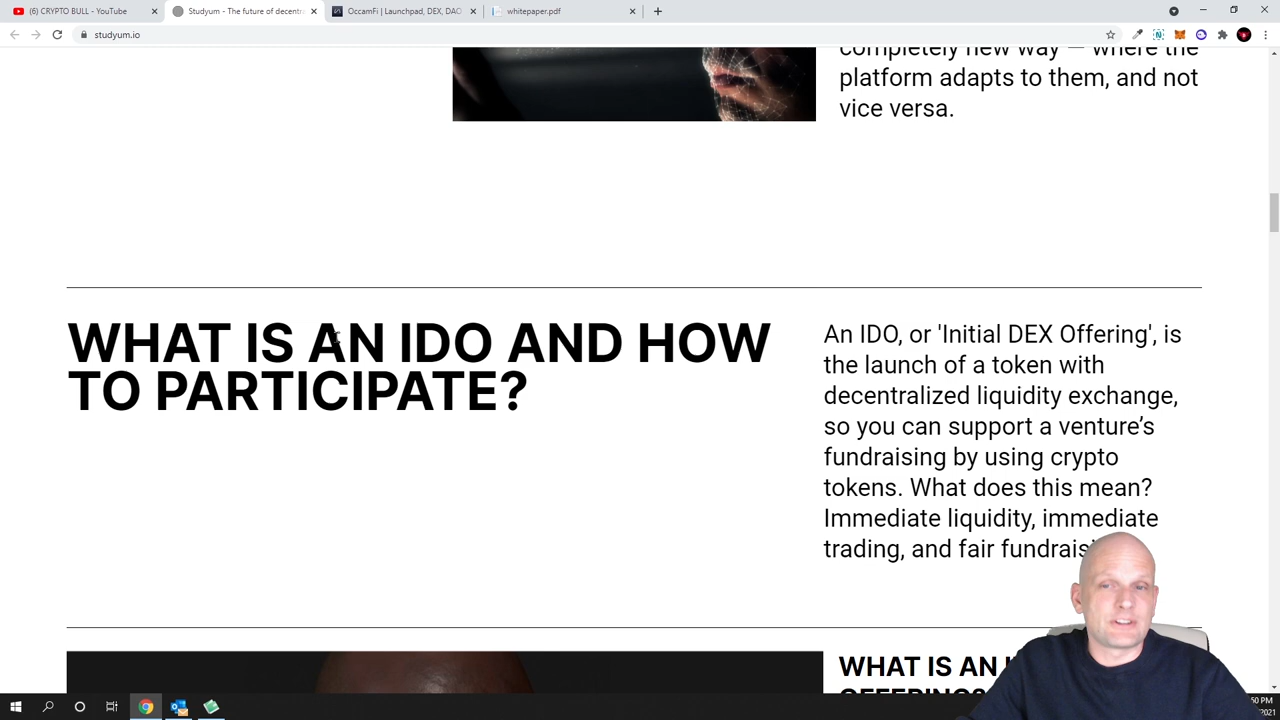 (6) CRYPTO BULL - YouTube
Studyum - The future of decentr
OccamFi | Launchpad, DEX, DAO
whitepaper.pdf
studyum.io
completely new way — where the
platform adapts to them, and not
vice versa.
WHAT IS AN IDO AND HOW
TO PARTICIPATE?
An IDO, or 'Initial DEX Offering', is
the launch of a token with
decentralized liquidity exchange,
so you can support a venture’s
fundraising by using crypto
tokens. What does this mean?
Immediate liquidity, immediate
trading, and fair
WHAT IS AN
:50 PM
2021